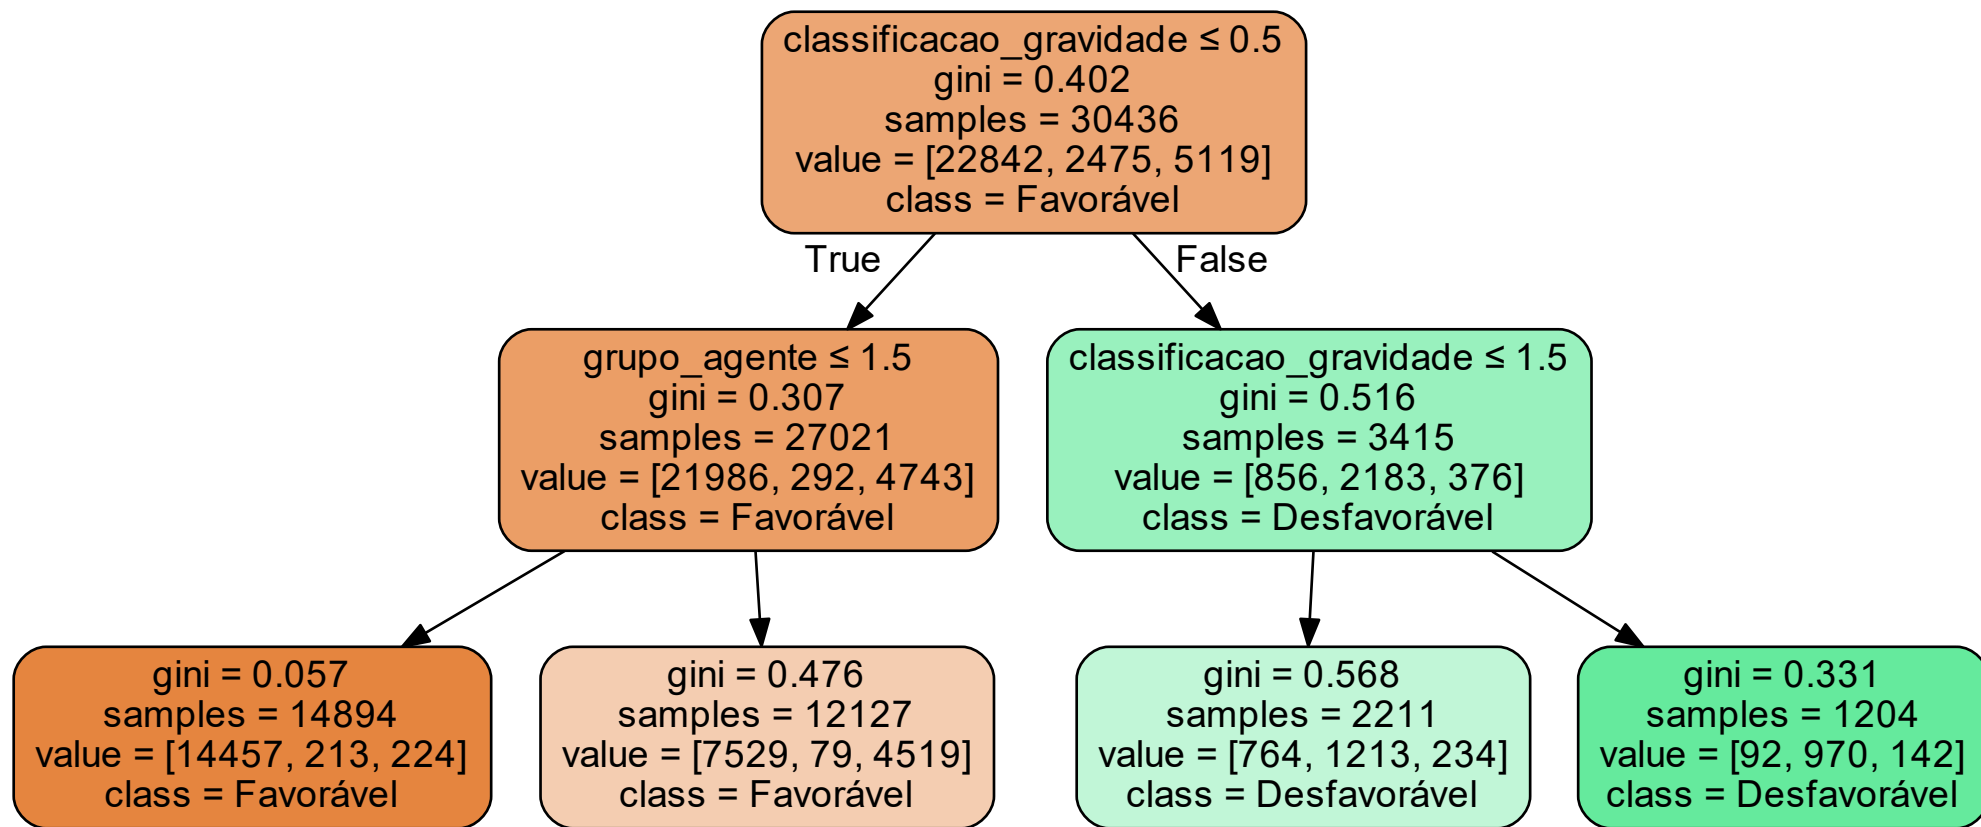 classificacao_gravidade ≤ 0.5
gini = 0.402
samples = 30436
value = [22842, 2475, 5119]
class = Favorável
True
False
grupo_agente ≤ 1.5
gini = 0.307
samples = 27021
value = [21986, 292, 4743]
class = Favorável
classificacao_gravidade ≤ 1.5
gini = 0.516
samples = 3415
value = [856, 2183, 376]
class = Desfavorável
gini = 0.057
samples = 14894
value = [14457, 213, 224]
class = Favorável
gini = 0.476
samples = 12127
value = [7529, 79, 4519]
class = Favorável
gini = 0.568
samples = 2211
value = [764, 1213, 234]
class = Desfavorável
gini = 0.331
samples = 1204
value = [92, 970, 142]
class = Desfavorável